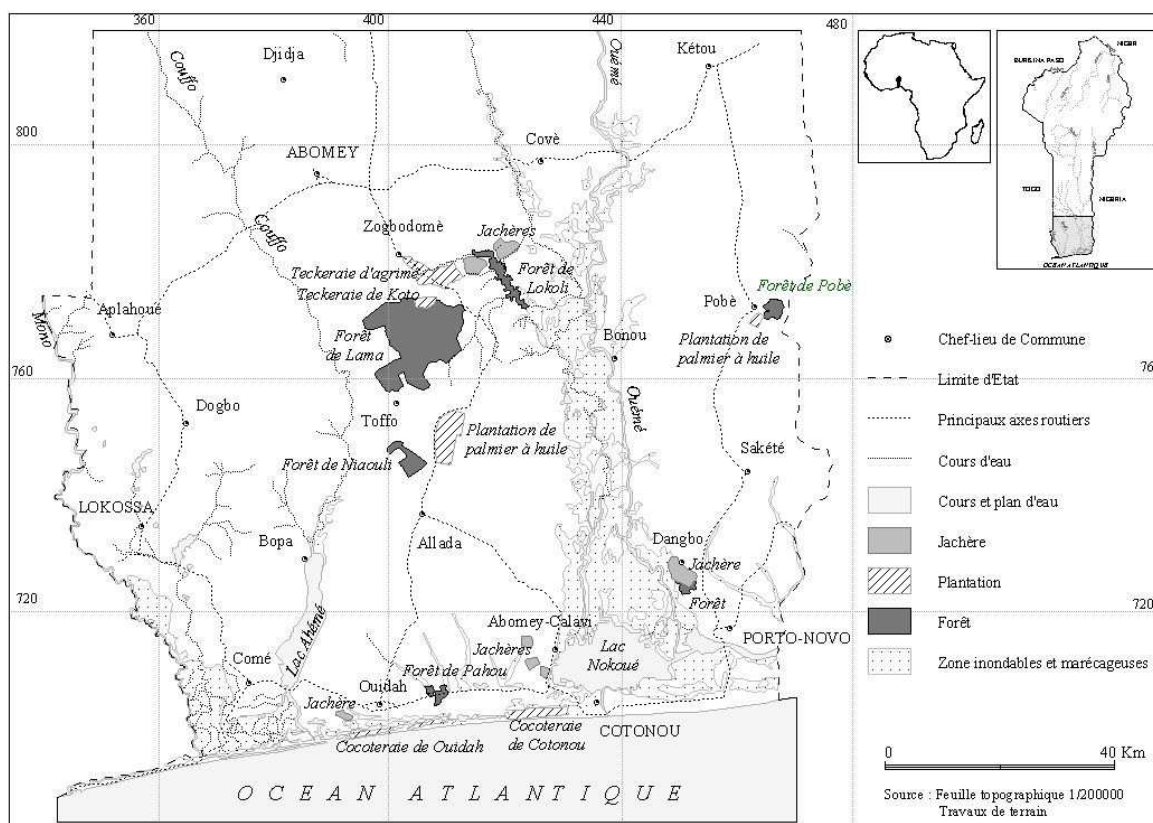 360
400
440
480
800
760
720
76
720
Couffo
Djidja
Ouemé
Kétou
Covè
ABOMEY
Couffo
Zogbodomè
Jachères
Teckeraie d'agrimé
Forêt de
Lokoli
Teckeraie de Koto
Forêt de Pobè
Pobè
Plantation de
palmier à huile
Mono
Aplahoué
Forêt
de Lama
Bonou
Ouémé
Toffo
Dogbo
Plantation de
palmier à huile
Forêt de Niaouli
Sakété
LOKOSSA
Allada
Bopa
Dangbo
Jachère
Forêt
Lac Ahémé
Abomey-Calavi
Jachères
Lac
Nokoué
PORTO-NOVO
Comé
Forêt de Pahou
Ouidah
Jachère
COTONOU
Cocoteraie de Ouidah
Cocoteraie
de Cotonou
OCEAN ATLANTIQUE
NIGER
BURKINA FASO
TOGO
NIGERIA
OCEAN ATLANTIQUE
Chef-lieu de Commune
Limite d'Etat
Principaux axes routiers
Cours d'eau
Cours et plan d'eau
Jachère
Plantation
Forêt
Zone inondables et marécageuses
0 40 Km
Source : Feuille topographique 1/200000
Travaux de terrain